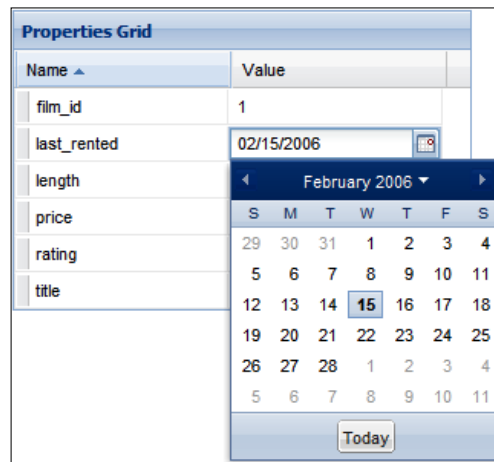 Properties Grid
Name Value
film_id 1
last_rented 02/15/2006
length
price
rating
title
February 2006
S M T W T F S
29 30 31 1 2 3 4
5 6 7 8 9 10 11
12 13 14 15 16 17 18
19 20 21 22 23 24 25
26 27 28 1 2 3 4
5 6 7 8 9 10 11
Today